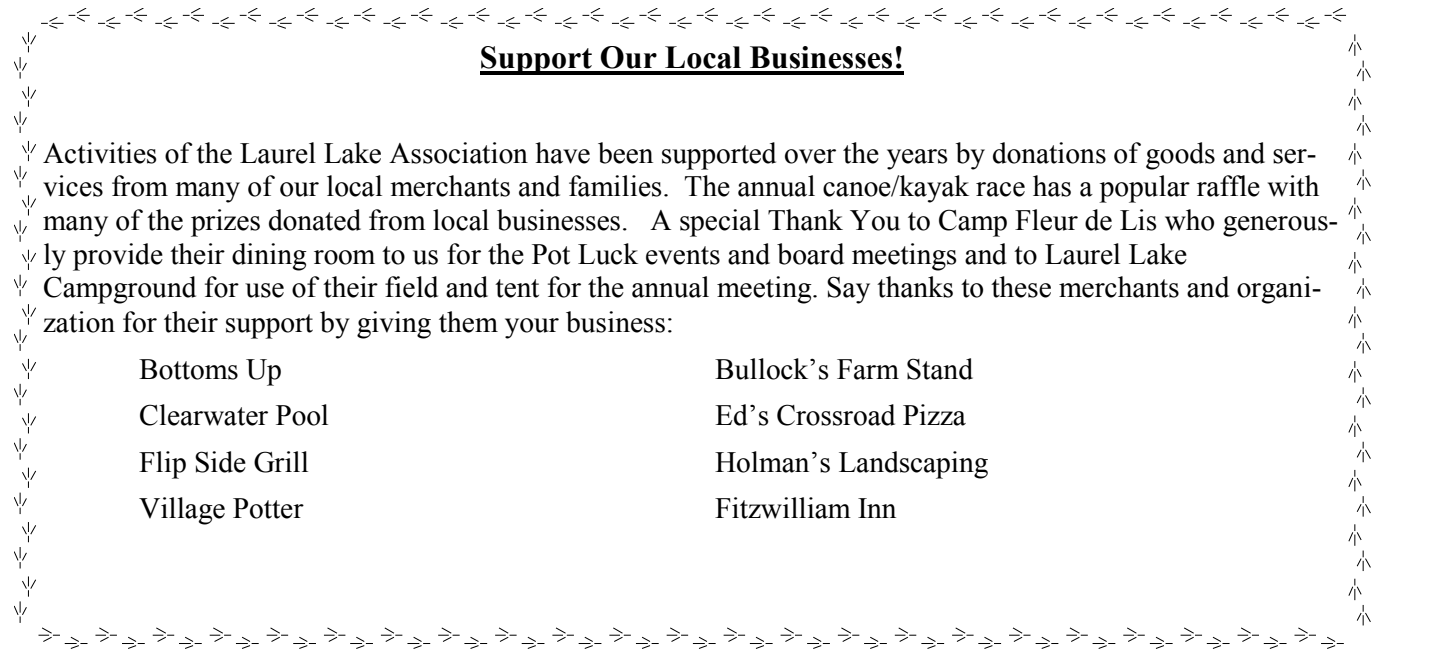 Support Our Local Businesses!
Activities of the Laurel Lake Association have been supported over the years by donations of goods and ser-
vices from many of our local merchants and families.  The annual canoe/kayak race has a popular raffle with
many of the prizes donated from local businesses.   A special Thank You to Camp Fleur de Lis who generous-
ly provide their dining room to us for the Pot Luck events and board meetings and to Laurel Lake
Campground for use of their field and tent for the annual meeting. Say thanks to these merchants and organi-
zation for their support by giving them your business:
Bottoms Up	Bullock’s Farm Stand
Clearwater Pool	Ed’s Crossroad Pizza
Flip Side Grill	Holman’s Landscaping
Village Potter	Fitzwilliam Inn